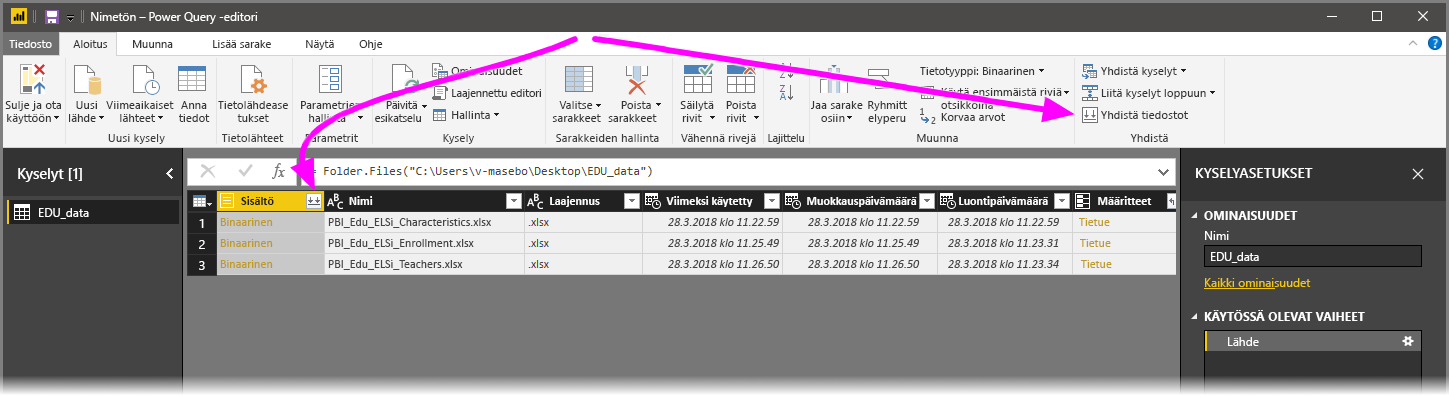 Nimetön – Power Query -editori
Tiedosto Aloitus Muunna Lisää sarake Näytä Ohje
Sulje ja ota käyttöön
Uusi lähde
Viimeaikaiset lähteet
Anna tiedot
Uusi kysely
Tietolähdease tukset
Tietolähteet
Parametrien hallinta
Parametrit
Päivitä esikatselu
Ominaisuudet
Laajennettu editori
Hallinta
Kysely
Valitse sarakkeet
Poista sarakkeet
Sarakkeiden hallinta
Säilytä rivit
Poista rivit
Vähennä rivejä
A
Z
Z
A
Lajittelu
Jaa sarake osiin
Ryhmitt elyperu
Tietotyyppi: Binaarinen
Käytä ensimmäistä riviä otsikkoina
1
2
Korvaa arvot
Muunna
Yhdistä kyselyt
Liitä kyselyt loppuun
Yhdistä tiedostot
Yhdistä
Kyselyt [1]
EDU_data
fx
= Folder.Files("C:\Users\v-masebo\Desktop\EDU_data")
Sisältö ABC Nimi ABC Laajennus Viimeksi käytetty Muokkauspäivämäärä Luontipäivämäärä Määritteet
1 Binaarinen PBI_Edu_ELSi_Characteristics.xlsx .xlsx 28.3.2018 klo 11.22.59 28.3.2018 klo 11.22.59 28.3.2018 klo 11.22.59 Tietue
2 Binaarinen PBI_Edu_ELSi_Enrollment.xlsx .xlsx 28.3.2018 klo 11.25.49 28.3.2018 klo 11.25.49 28.3.2018 klo 11.23.31 Tietue
3 Binaarinen PBI_Edu_ELSi_Teachers.xlsx .xlsx 28.3.2018 klo 11.26.50 28.3.2018 klo 11.26.50 28.3.2018 klo 11.23.34 Tietue
KYSELYASETUKSET
OMINAISUUDET
Nimi
EDU_data
Kaikki ominaisuudet
KÄYTÖSSÄ OLEVAT VAIHEET
Lähde